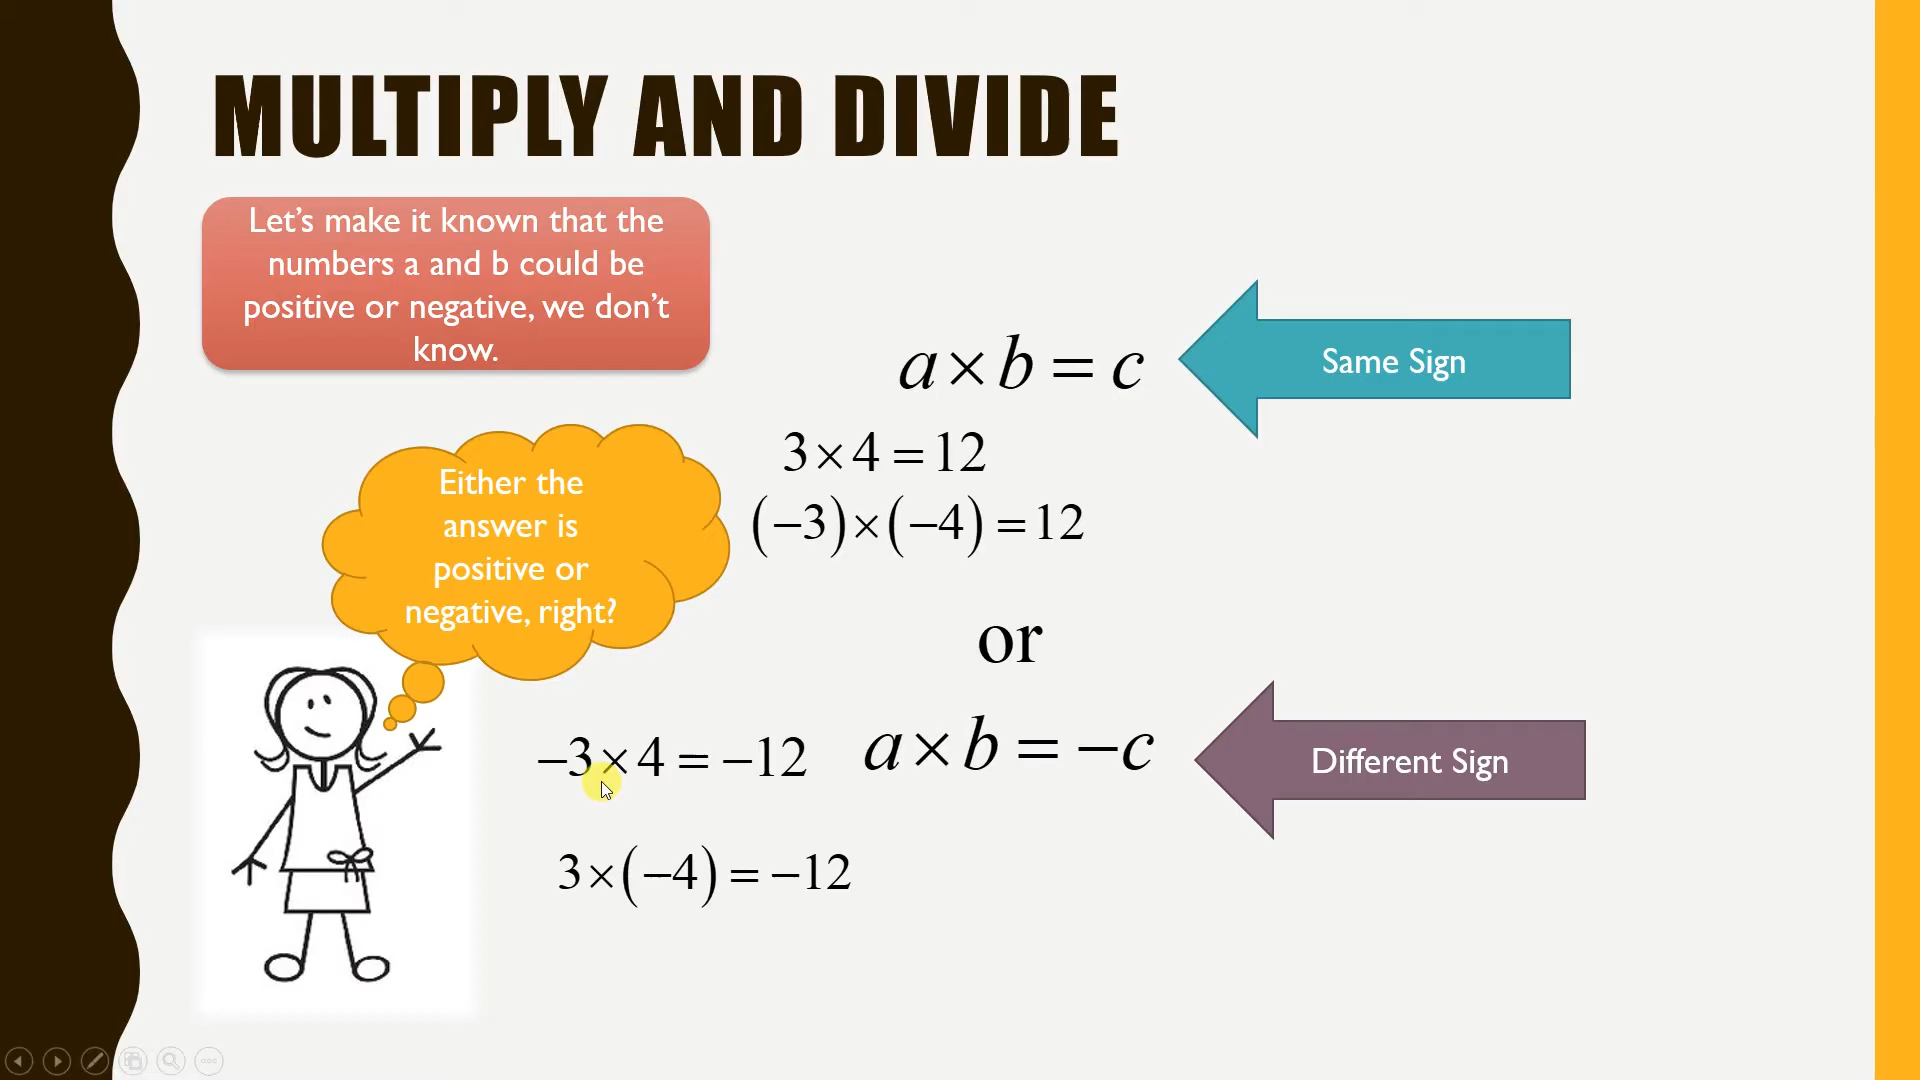 MULTIPLY AND DIVIDE
Let’s make it known that the
numbers a and b could be
positive or negative, we don’t
know.
a×b=c
Same Sign
3×4=12
(−3)×(−4)=12
Either the
answer is
positive or
negative, right?
or
−3×4=−12
a×b=−c
Different Sign
3×(−4)=−12